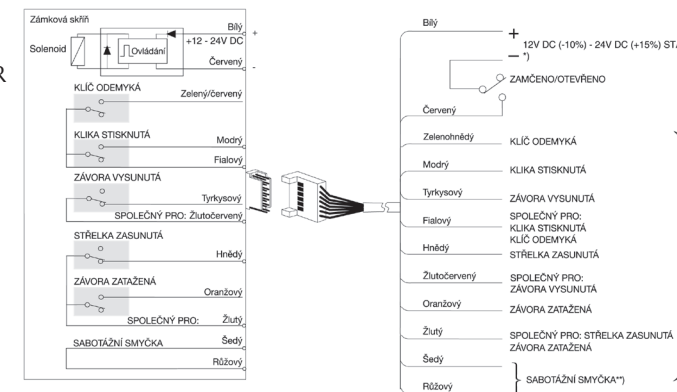 R
Zámková skříň
Solenoid
Ovládání
Bílý
+
+12 - 24V DC
Červený
-
KLÍČ ODEMYKÁ
Zelený/červený
KLIKA STISKNUTÁ
Modrý
Fialový
ZÁVORA VYSUNUTÁ
Tyrkysový
SPOLEČNÝ PRO: Žlutočervený
STŘELKA ZASUNUTÁ
Hnědý
ZÁVORA ZATAŽENÁ
Oranžový
SPOLEČNÝ PRO: Žlutý
SABOTÁŽNÍ SMYČKA
Šedý
Růžový
Bílý
+
12V DC (-10%) - 24V DC (+15%) STA
— *)
ZAMČENO/OTEVŘENO
Červený
Zelenohnědý
KLÍČ ODEMYKÁ
Modrý
KLIKA STISKNUTÁ
Tyrkysový
ZÁVORA VYSUNUTÁ
Fialový
SPOLEČNÝ PRO:
KLIKA STISKNUTÁ
KLÍČ ODEMYKÁ
Hnědý
STŘELKA ZASUNUTÁ
Žlutočervený
SPOLEČNÝ PRO:
ZÁVORA VYSUNUTÁ
Oranžový
ZÁVORA ZATAŽENÁ
Žlutý
SPOLEČNÝ PRO: STŘELKA ZASUNUTÁ
ZÁVORA ZATAŽENÁ
Šedý
SABOTÁŽNÍ SMYČKA**)
Růžový